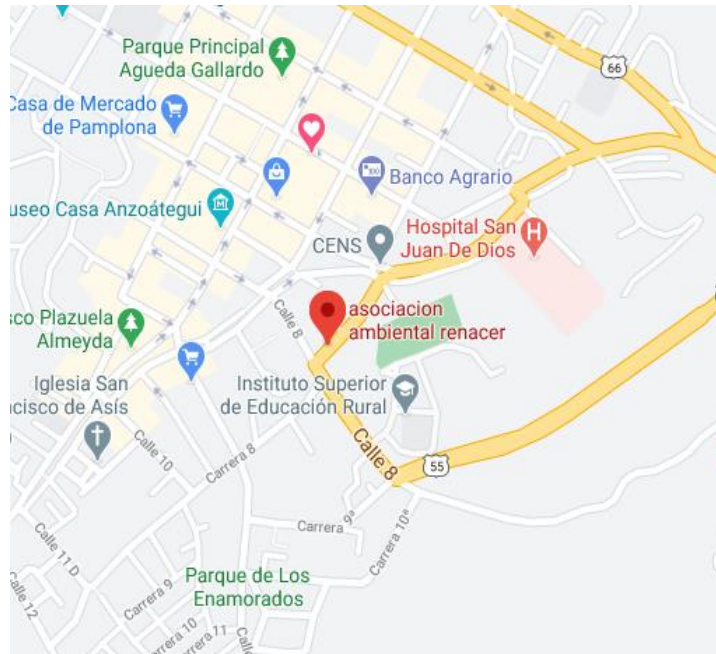 Parque Principal
Agueda Gallardo
66
Casa de Mercado
de Pamplona
Banco Agrario
useo Casa Anzoátegui
Hospital San
Juan De Dios
H
CENS
asociacion
ambiental renacer
sco Plazuela
Almeyda
Calle 8
Iglesia San
ncisco de Asís
Instituto Superior
de Educación Rural
Calle 10
Carrera 8
Calle 8
55
Carrera 9ª
Carrera 10ª
Calle 11 D
Parque de Los
Enamorados
Carrera 9
Calle 12
Carrera 10
Carrera 11